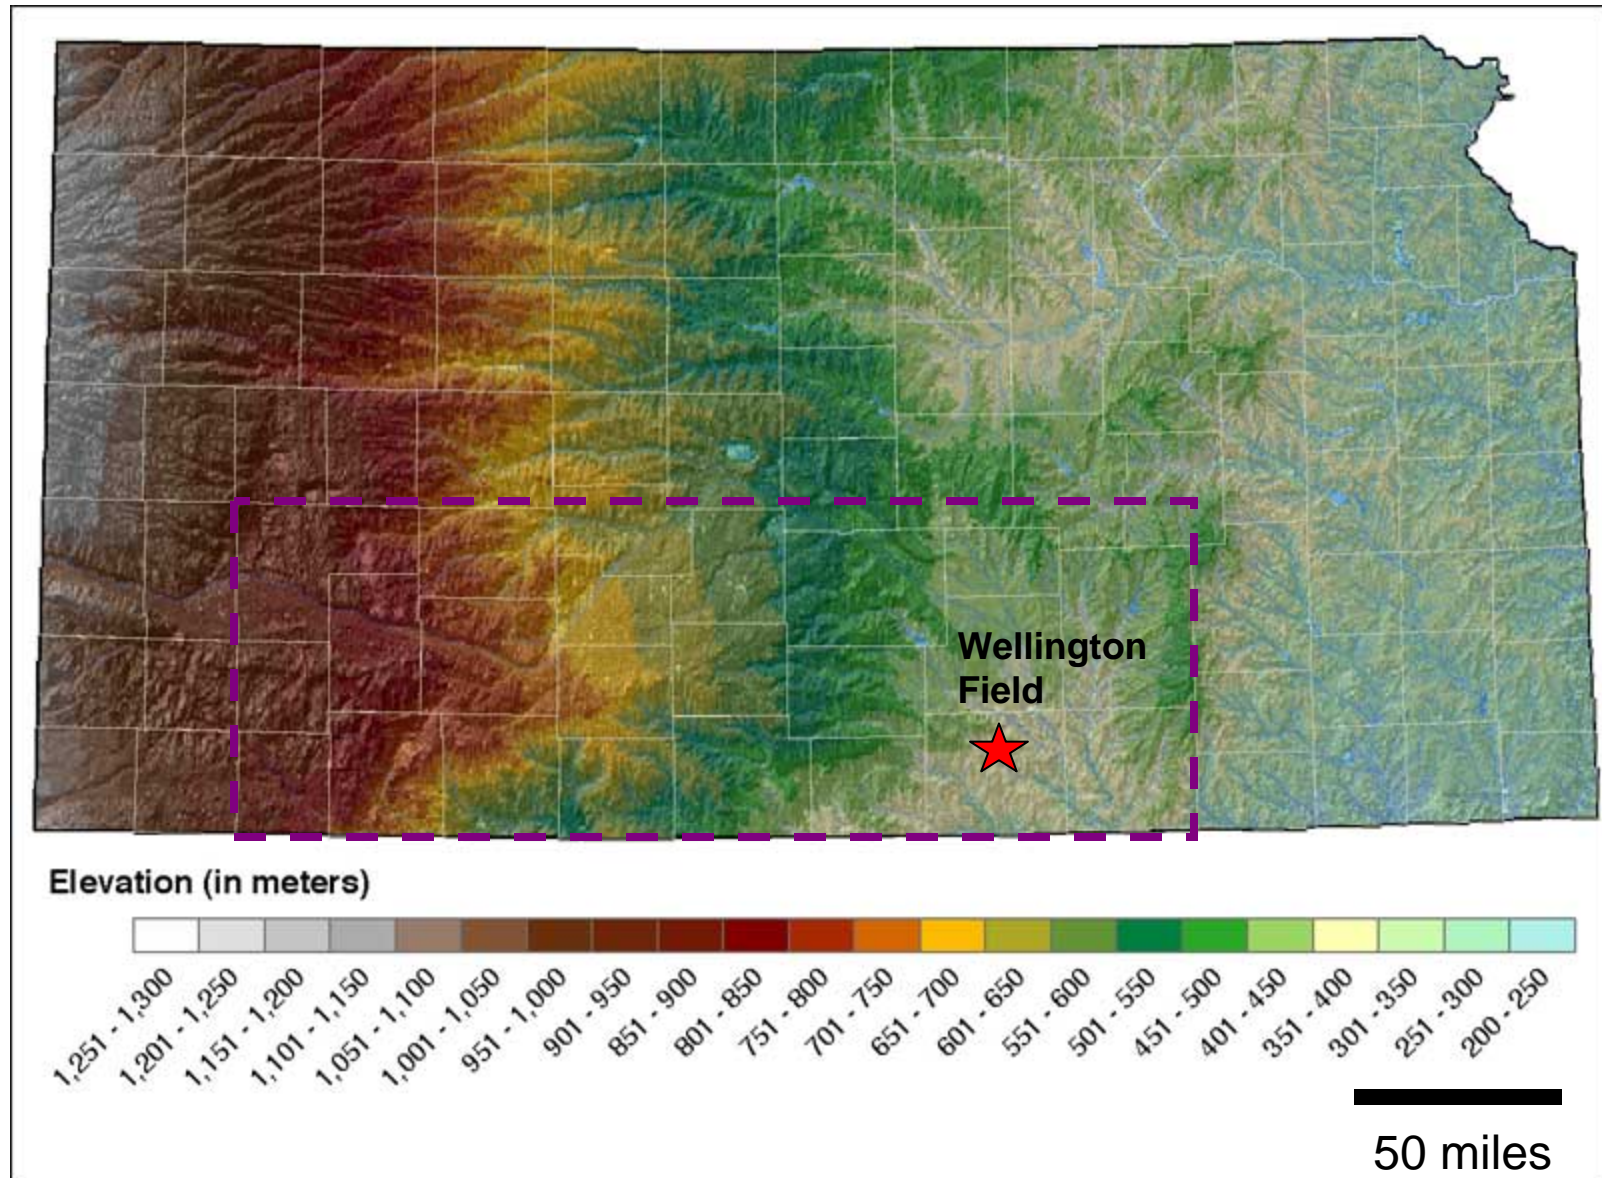 Wellington
Field
Elevation (in meters)
1,251 - 1,300
1,201 - 1,250
1,151 - 1,200
1,101 - 1,150
1,051 - 1,100
1,001 - 1,050
951 - 1,000
901 - 950
851 - 900
801 - 850
751 - 800
701 - 750
651 - 700
601 - 650
551 - 600
501 - 550
451 - 500
401 - 450
351 - 400
301 - 350
251 - 300
200 - 250
50 miles